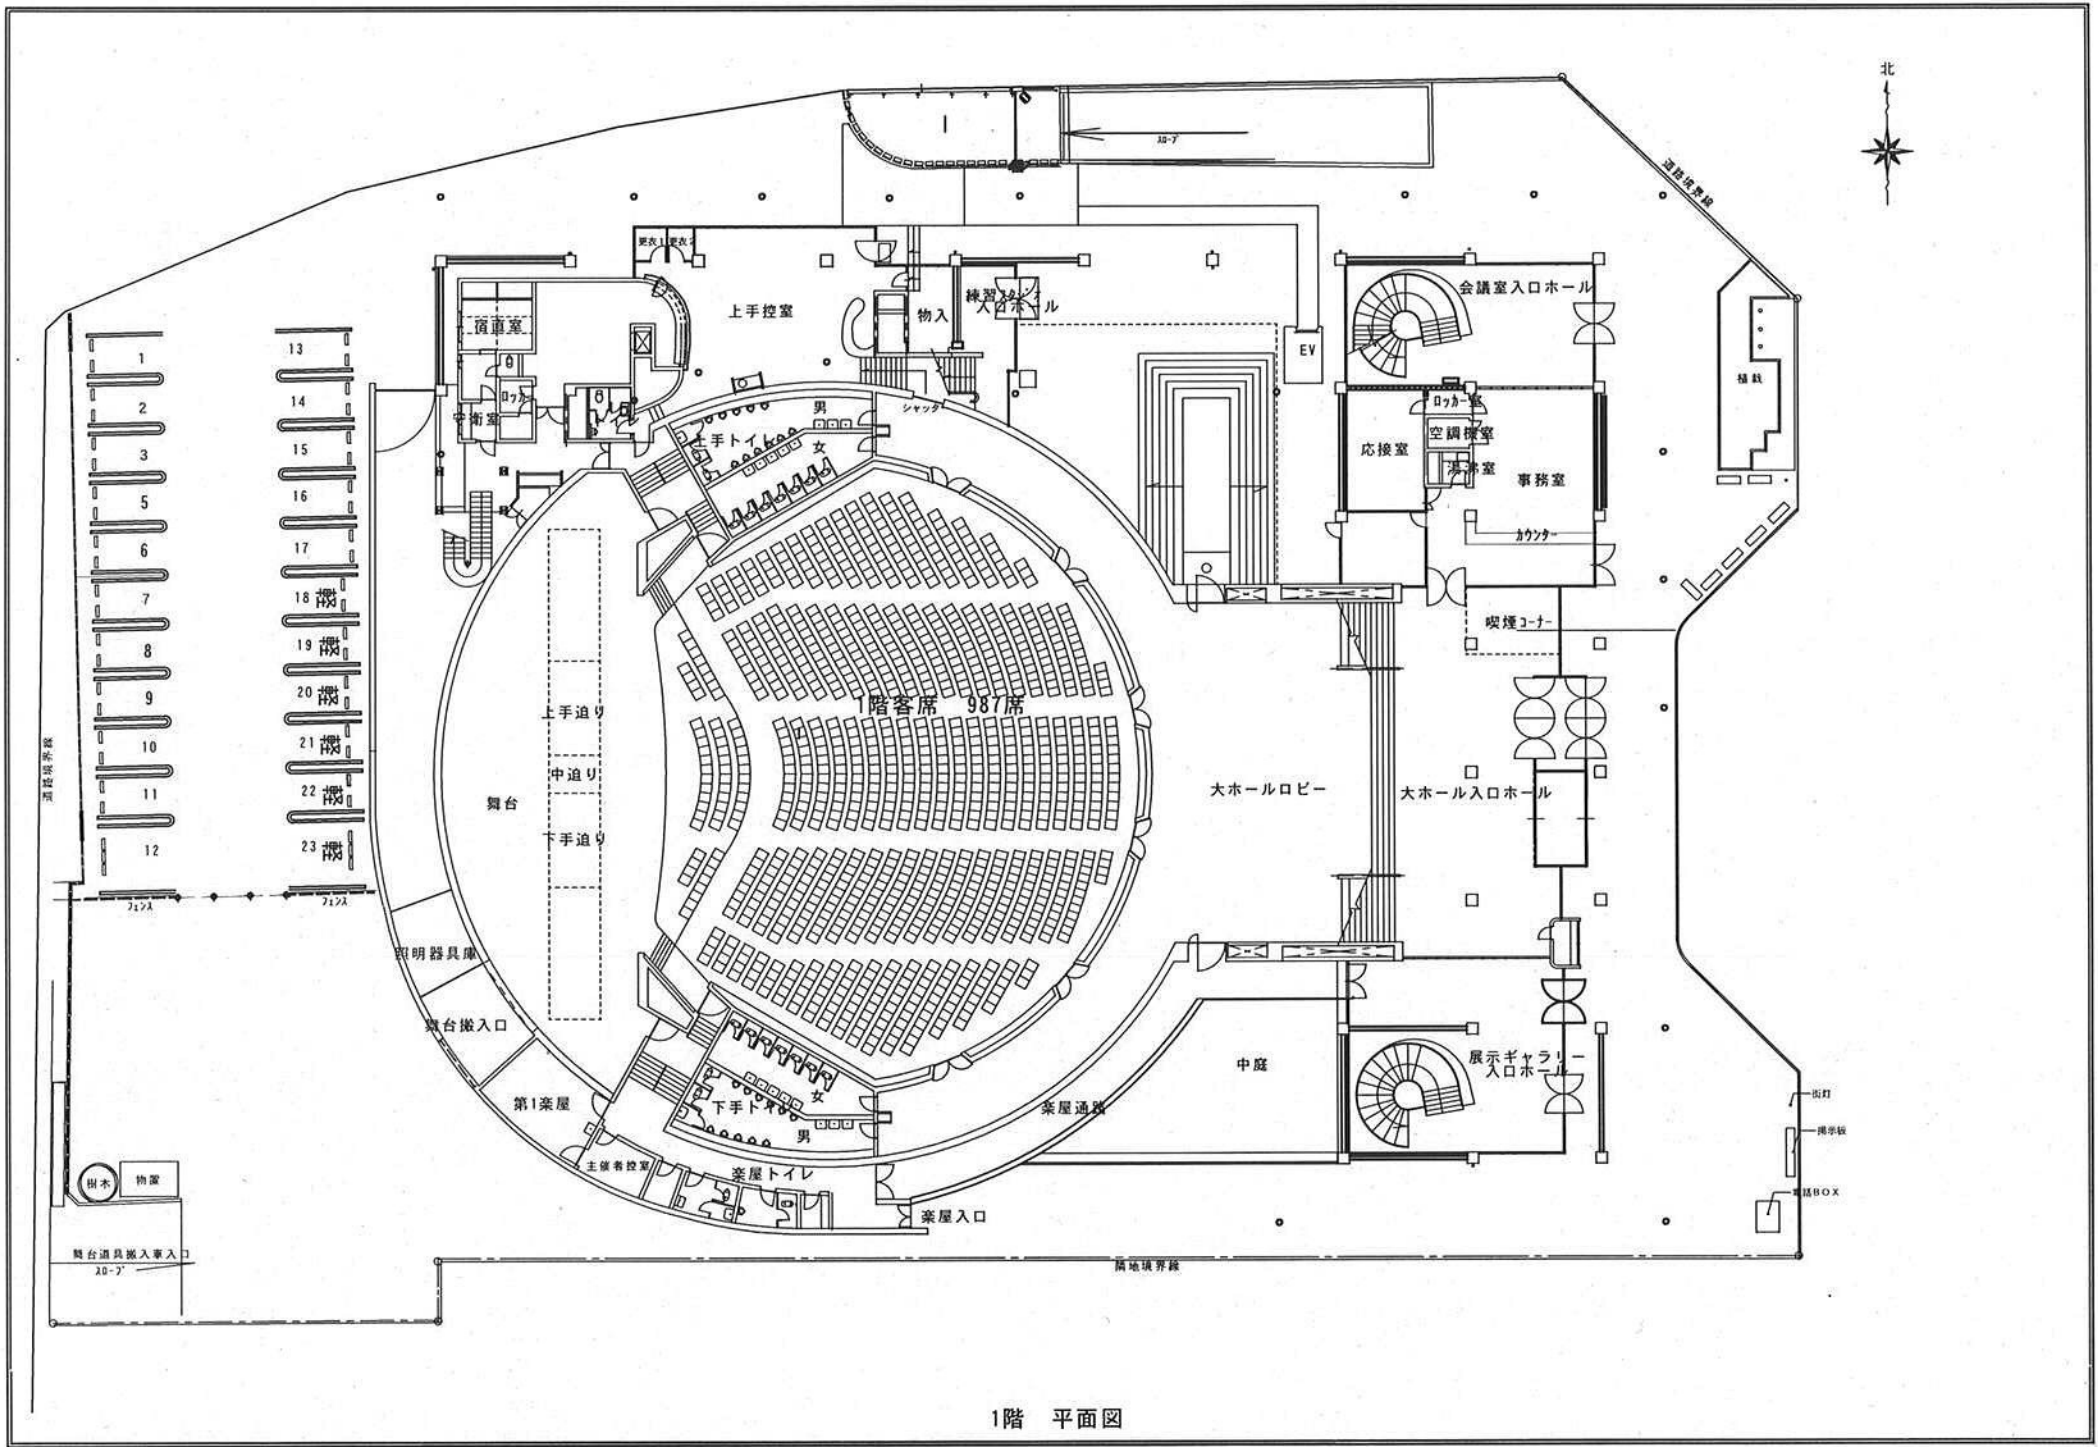 北
スロープ
道路境界線
更衣1
更衣2
上手控室
物入
練習スタジオ
入口ホール
会議室入口ホール
宿直室
EV
植栽
ロッカー
守衛室
シャッター
男
上手トイレ
女
ロッカー室
空調機室
応接室
湯沸室
事務室
カウンター
喫煙コーナー
1
2
3
5
6
7
8
9
10
11
12
13
14
15
16
17
18 軽
19 軽
20 軽
21 軽
22 軽
23 軽
道路境界線
フェンス
フェンス
1階客席 987席
上手迫り
中迫り
舞台
下手迫り
大ホールロビー
大ホール入口ホール
照明器具庫
舞台搬入口
第1楽屋
主催者控室
下手トイレ
女
男
楽屋トイレ
楽屋通路
中庭
楽屋入口
展示ギャラリー
入口ホール
街灯
掲示板
電話BOX
樹木
物置
舞台道具搬入車入口
スロープ
隣地境界線
1階 平面図